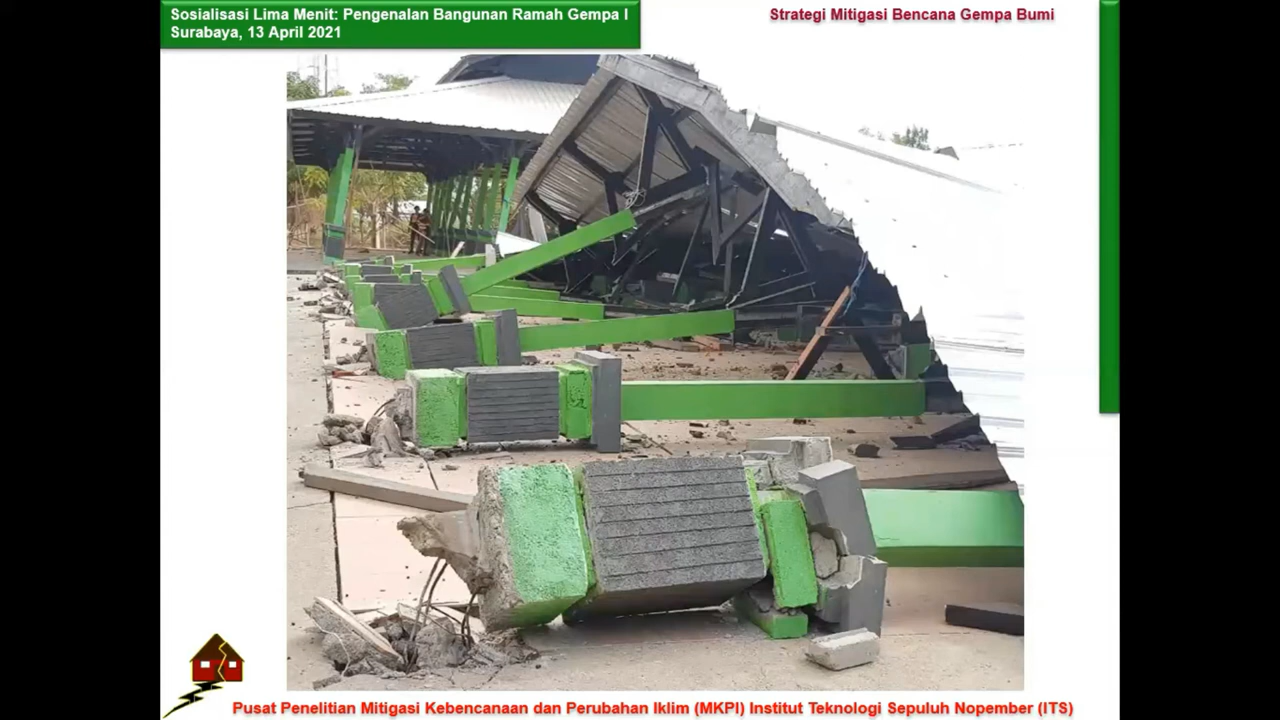 Sosialisasi Lima Menit: Pengenalan Bangunan Ramah Gempa I
Surabaya, 13 April 2021
Strategi Mitigasi Bencana Gempa Bumi
Pusat Penelitian Mitigasi Kebencanaan dan Perubahan Iklim (MKPI) Institut Teknologi Sepuluh Nopember (ITS)